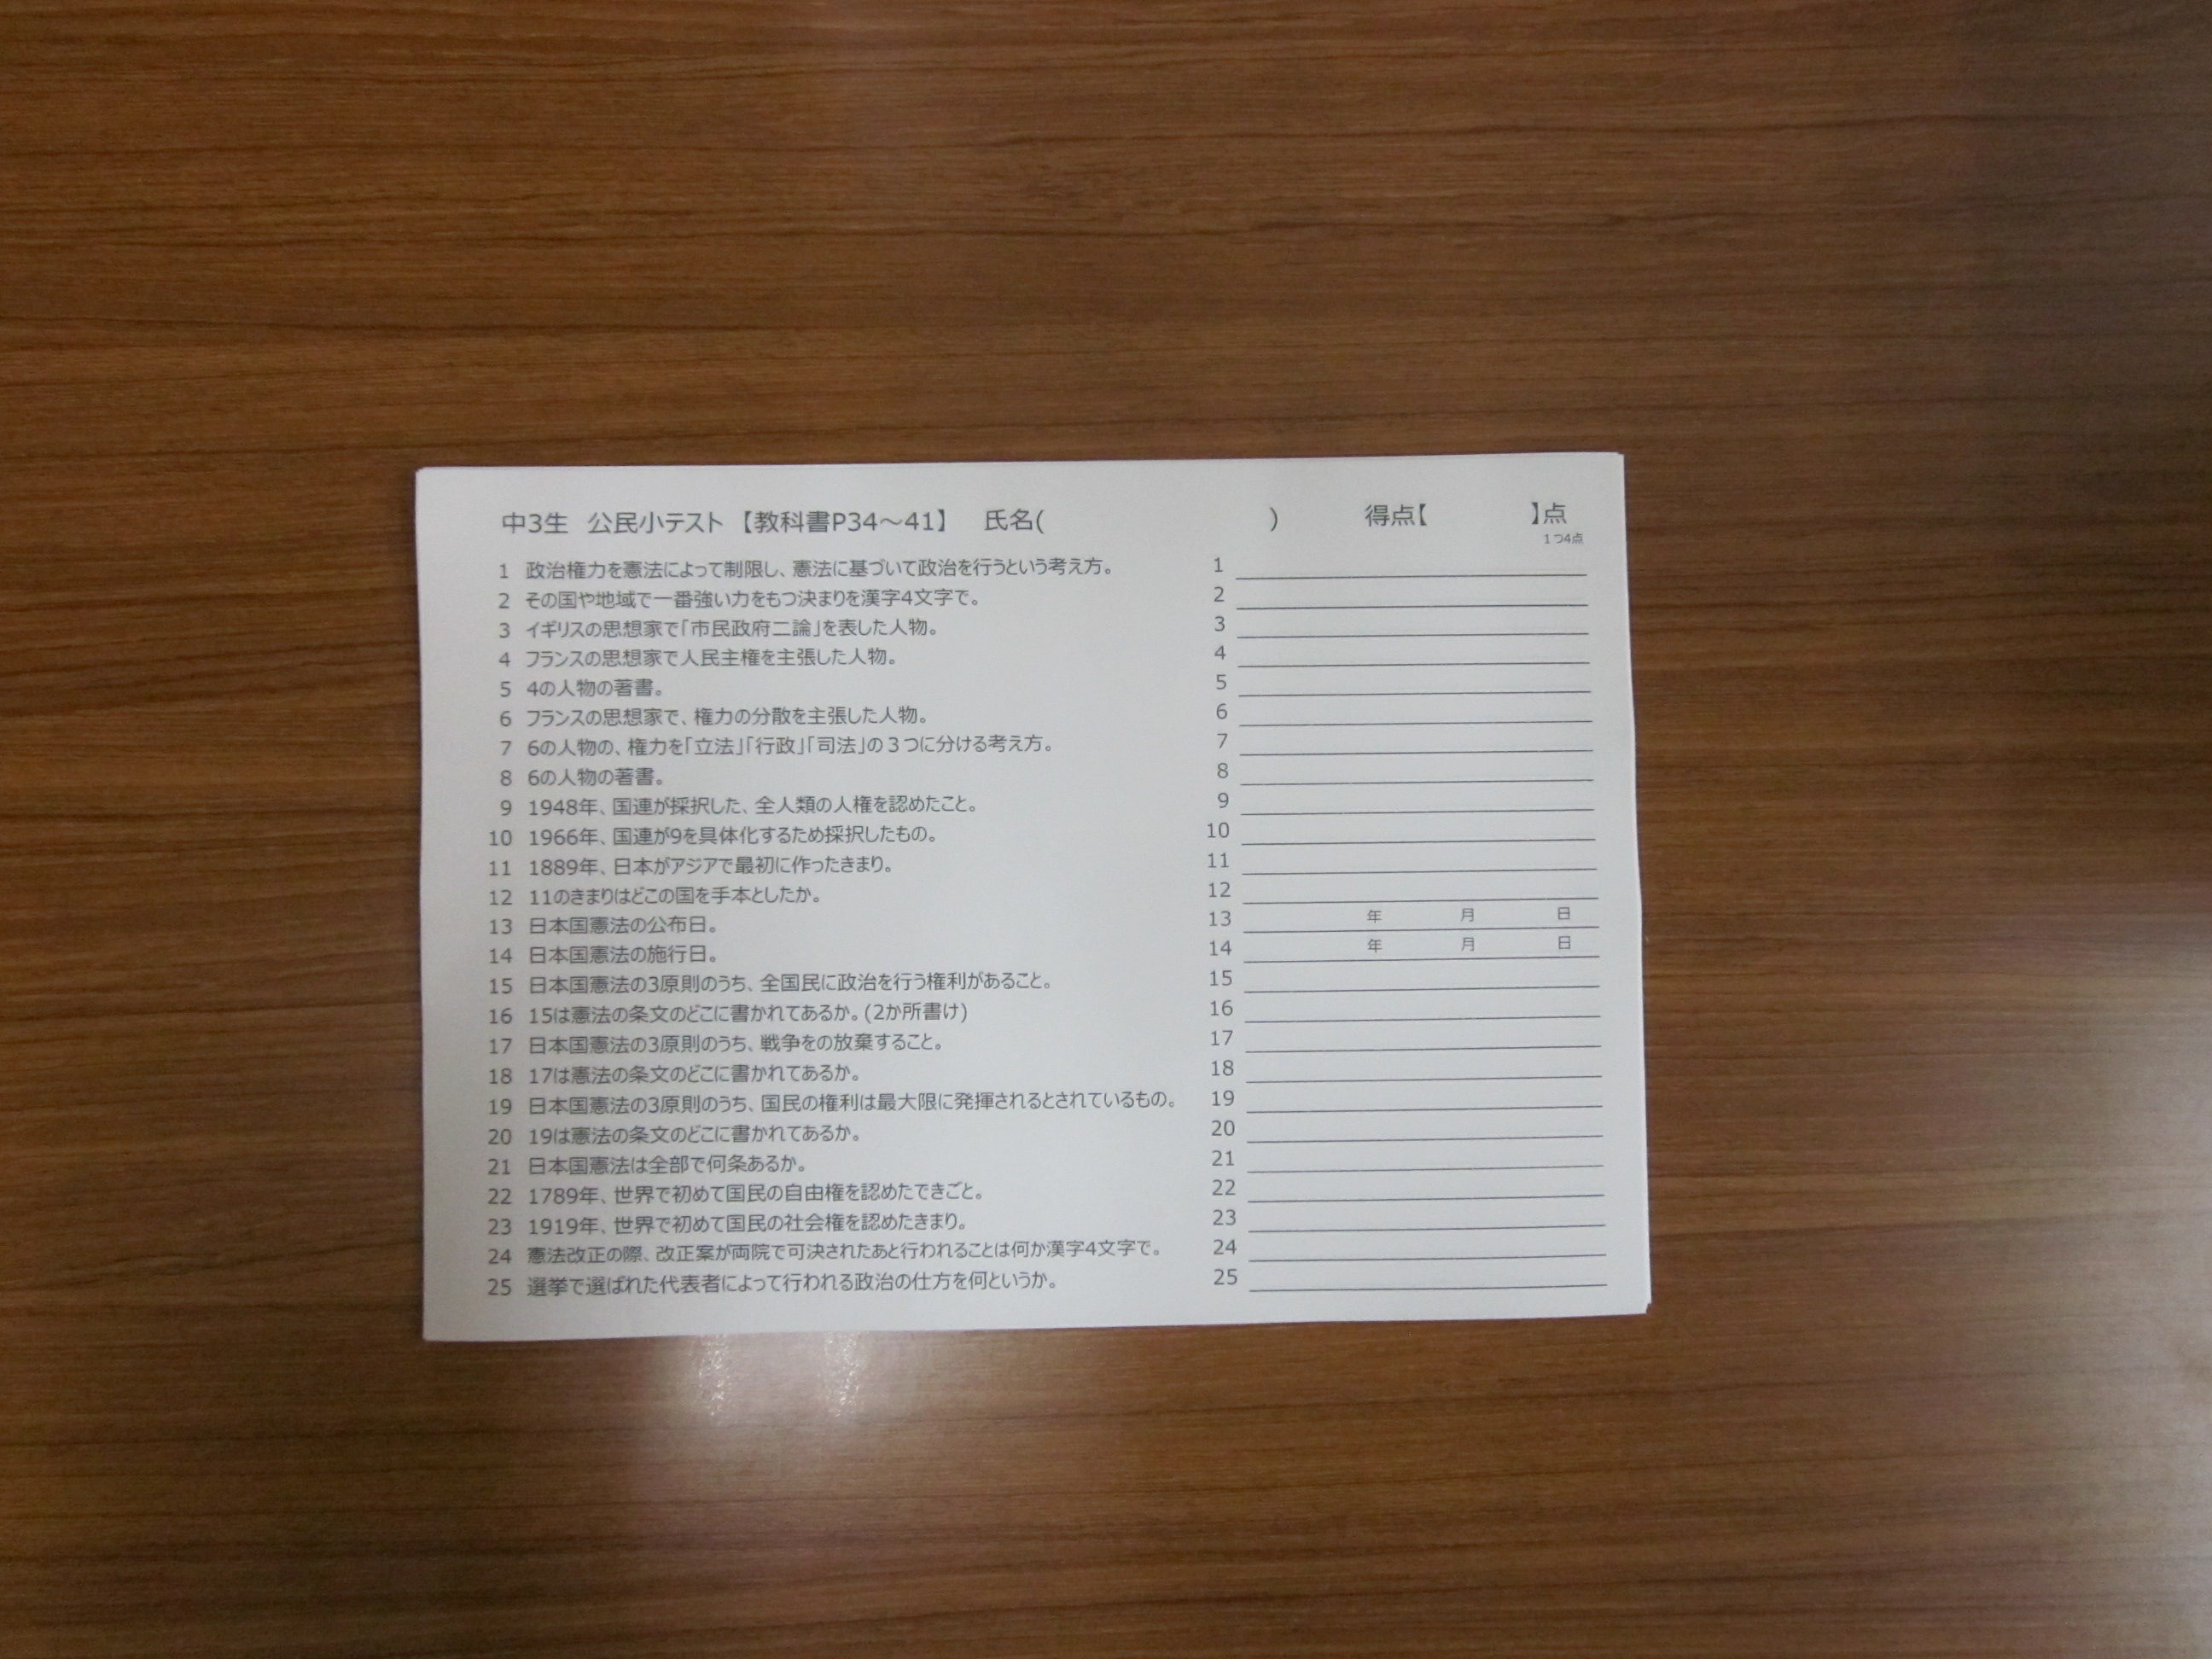 中3生 公民小テスト【教科書P34～41】 氏名( ) 得点【 】点
1つ4点
1 政治権力を憲法によって制限し、憲法に基づいて政治を行うという考え方。 1
2 その国や地域で一番強い力をもつ決まりを漢字4文字で。 2
3 イギリスの思想家で「市民政府二論」を表した人物。 3
4 フランスの思想家で人民主権を主張した人物。 4
5 4の人物の著書。 5
6 フランスの思想家で、権力の分散を主張した人物。 6
7 6の人物の、権力を「立法」「行政」「司法」の3つに分ける考え方。 7
8 6の人物の著書。 8
9 1948年、国連が採択した、全人類の人権を認めたこと。 9
10 1966年、国連が9を具体化するため採択したもの。 10
11 1889年、日本がアジアで最初に作ったきまり。 11
12 11のきまりはどこの国を手本としたか。 12
13 日本国憲法の公布日。 13 年 月 日
14 日本国憲法の施行日。 14 年 月 日
15 日本国憲法の3原則のうち、全国民に政治を行う権利があること。 15
16 15は憲法の条文のどこに書かれてあるか。(2か所書け) 16
17 日本国憲法の3原則のうち、戦争をの放棄すること。 17
18 17は憲法の条文のどこに書かれてあるか。 18
19 日本国憲法の3原則のうち、国民の権利は最大限に発揮されるとされているもの。 19
20 19は憲法の条文のどこに書かれてあるか。 20
21 日本国憲法は全部で何条あるか。 21
22 1789年、世界で初めて国民の自由権を認めたできごと。 22
23 1919年、世界で初めて国民の社会権を認めたきまり。 23
24 憲法改正の際、改正案が両院で可決されたあと行われることは何か漢字4文字で。 24
25 選挙で選ばれた代表者によって行われる政治の仕方を何というか。 25